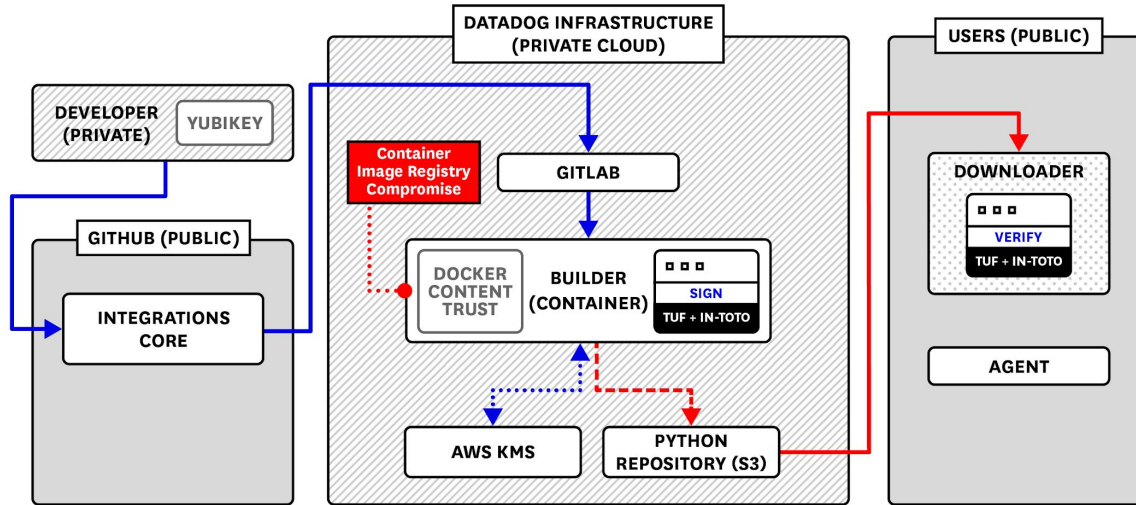 DATADOG INFRASTRUCTURE
(PRIVATE CLOUD)
USERS (PUBLIC)
DEVELOPER
(PRIVATE)
YUBIKEY
Container
Image Registry
Compromise
GITLAB
DOWNLOADER
VERIFY
TUF + IN-TOTO
GITHUB (PUBLIC)
INTEGRATIONS
CORE
DOCKER
CONTENT
TRUST
BUILDER
(CONTAINER)
SIGN
TUF + IN-TOTO
AGENT
AWS KMS
PYTHON
REPOSITORY (S3)